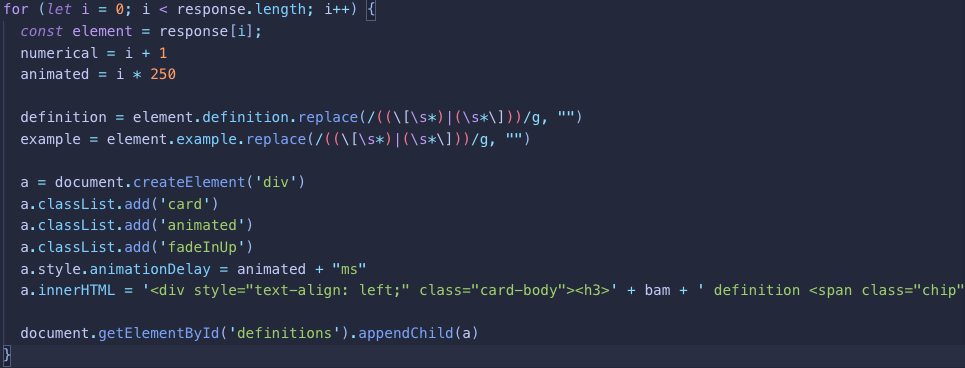 for (let i = 0; i < response.length; i++) {
const element = response[i];
numerical = i + 1
animated = i * 250
definition = element.definition.replace(/((\[\s*)|(\s*\]))/g, "")
example = element.example.replace(/((\[\s*)|(\s*\]))/g, "")
a = document.createElement('div')
a.classList.add('card')
a.classList.add('animated')
a.classList.add('fadeInUp')
a.style.animationDelay = animated + "ms"
a.innerHTML = '<div style="text-align: left;" class="card-body"><h3>' + bam + ' definition <span class="chip"
document.getElementById('definitions').appendChild(a)
}